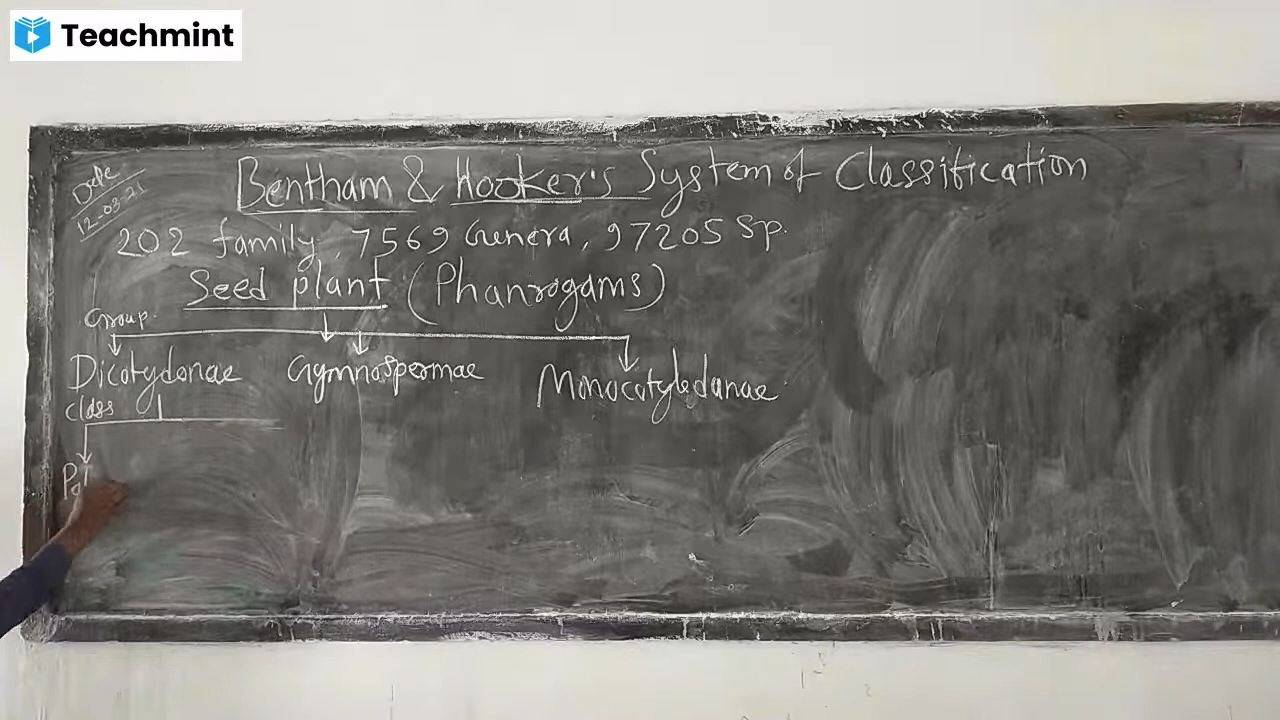 Teachmint
Date
12-03-21
Bentham & Hooker's System of Classification
202 family, 7569 Genera, 97205 Sp.
Seed plant (Phanrogams)
Group.
Dicotydonae Gymnospermae Monocotyledanae
class